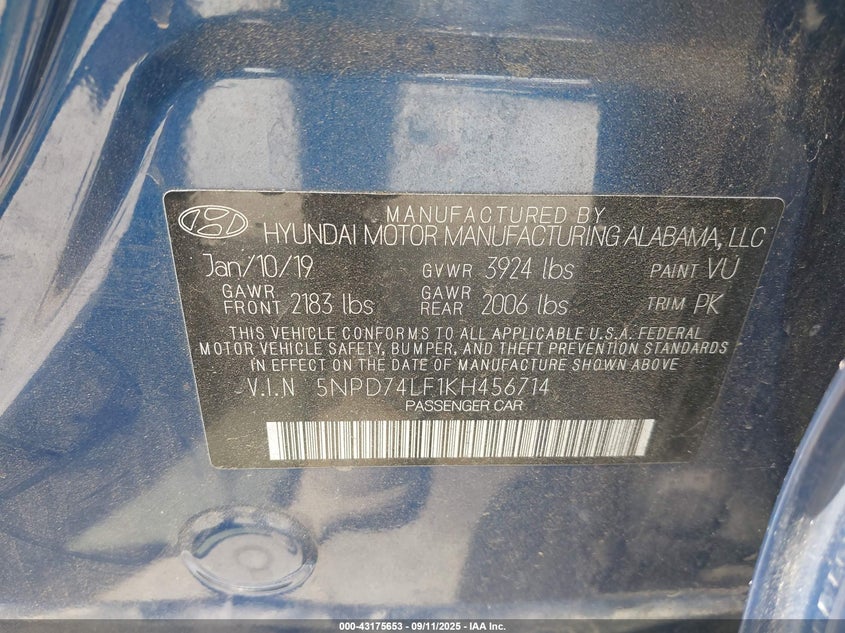 MANUFACTURED BY
HYUNDAI MOTOR MANUFACTURING ALABAMA, LLC
Jan/10/19 GVWR 3924 lbs PAINT VU
GAWR FRONT 2183 lbs GAWR REAR 2006 lbs TRIM PK
THIS VEHICLE CONFORMS TO ALL APPLICABLE U.S.A. FEDERAL
MOTOR VEHICLE SAFETY, BUMPER, AND THEFT PREVENTION STANDARDS
IN EFFECT ON THE DATE OF MANUFACTURE SHOWN ABOVE
V.I.N 5NPD74LF1KH456714
PASSENGER CAR
000-43175653 - 09/11/2025 - IAA Inc.